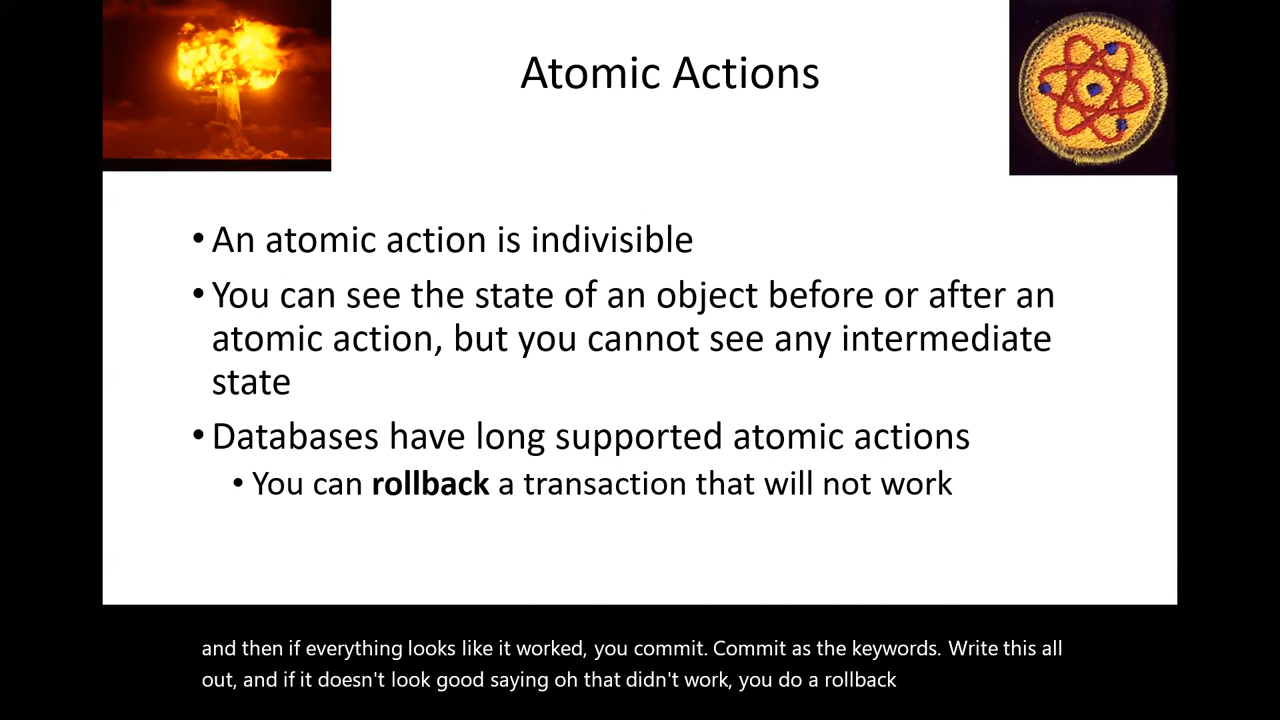 Atomic Actions
• An atomic action is indivisible
• You can see the state of an object before or after an
atomic action, but you cannot see any intermediate
state
• Databases have long supported atomic actions
• You can rollback a transaction that will not work
and then if everything looks like it worked, you commit. Commit as the keywords. Write this all
out, and if it doesn't look good saying oh that didn't work, you do a rollback